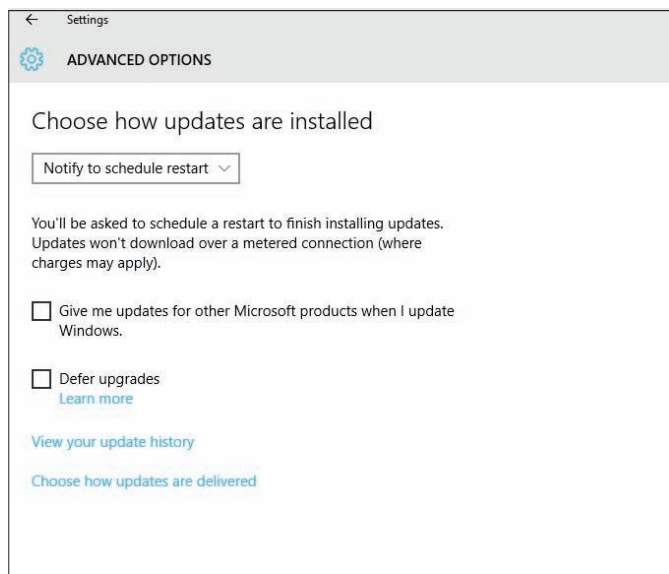 Settings
ADVANCED OPTIONS
Choose how updates are installed
Notify to schedule restart
You'll be asked to schedule a restart to finish installing updates.
Updates won't download over a metered connection (where
charges may apply).
Give me updates for other Microsoft products when I update
Windows.
Defer upgrades
Learn more
View your update history
Choose how updates are delivered